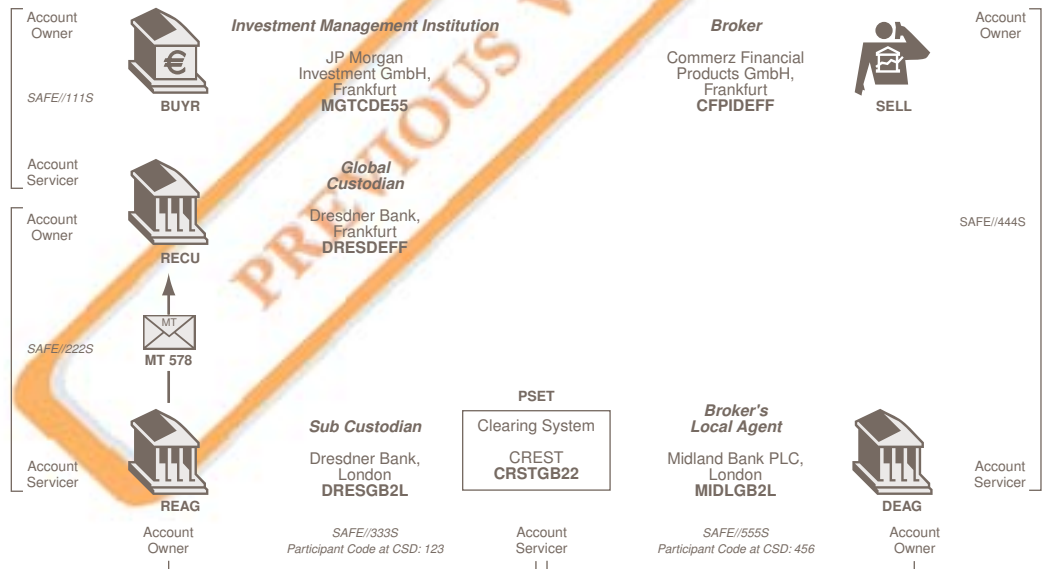 Account
Owner
Investment Management Institution
Broker
Account
Owner
JP Morgan
Investment GmbH,
Frankfurt
MGTCDE55
Commerz Financial
Products GmbH,
Frankfurt
CFPIDEFF
€
SAFE//111S
BUYR
SELL
Account
Servicer
Global
Custodian
Account
Owner
Dresdner Bank,
Frankfurt
DRESDEFF
SAFE//444S
RECU
PREVIOUS V
MT
SAFE//222S
MT 578
PSET
Sub Custodian
Clearing System
Broker's
Local Agent
Dresdner Bank,
London
DRESGB2L
CREST
CRSTGB22
Midland Bank PLC,
London
MIDLGB2L
Account
Servicer
Account
Servicer
REAG
DEAG
Account
Owner
SAFE//333S
Participant Code at CSD: 123
Account
Servicer
SAFE//555S
Participant Code at CSD: 456
Account
Owner